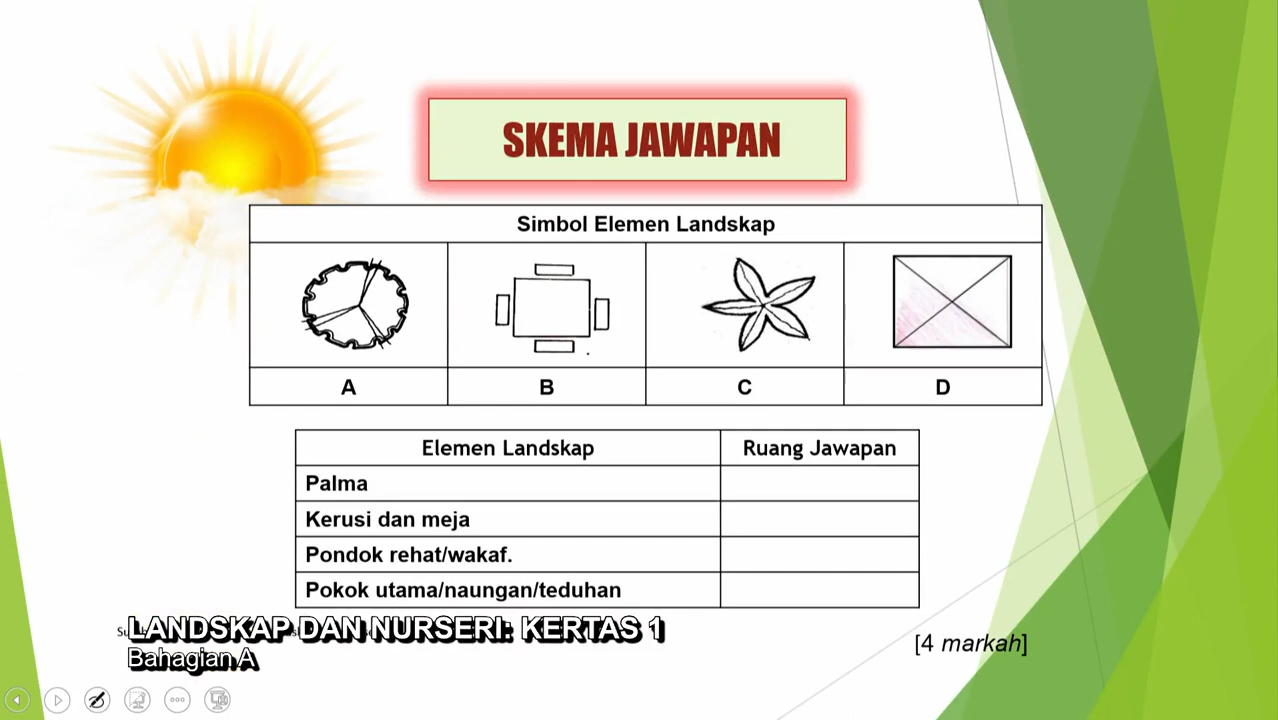 SKEMA JAWAPAN
Simbol Elemen Landskap
A B C D
Elemen Landskap Ruang Jawapan
Palma
Kerusi dan meja
Pondok rehat/wakaf.
Pokok utama/naungan/teduhan
LANDSKAP DAN NURSERI: KERTAS 1
Bahagian A
[4 markah]